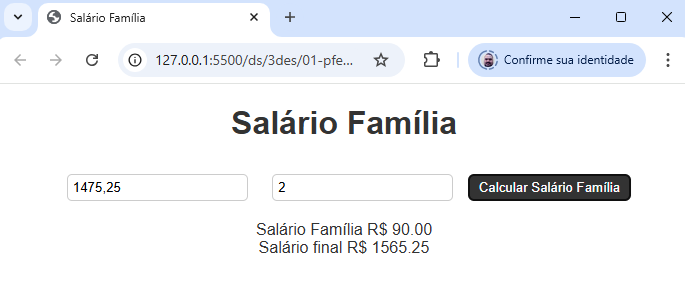 Salário Família
127.0.0.1:5500/ds/3des/01-pfe...
Confirme sua identidade
Salário Família
1475,25
2
Calcular Salário Família
Salário Família R$ 90.00
Salário final R$ 1565.25